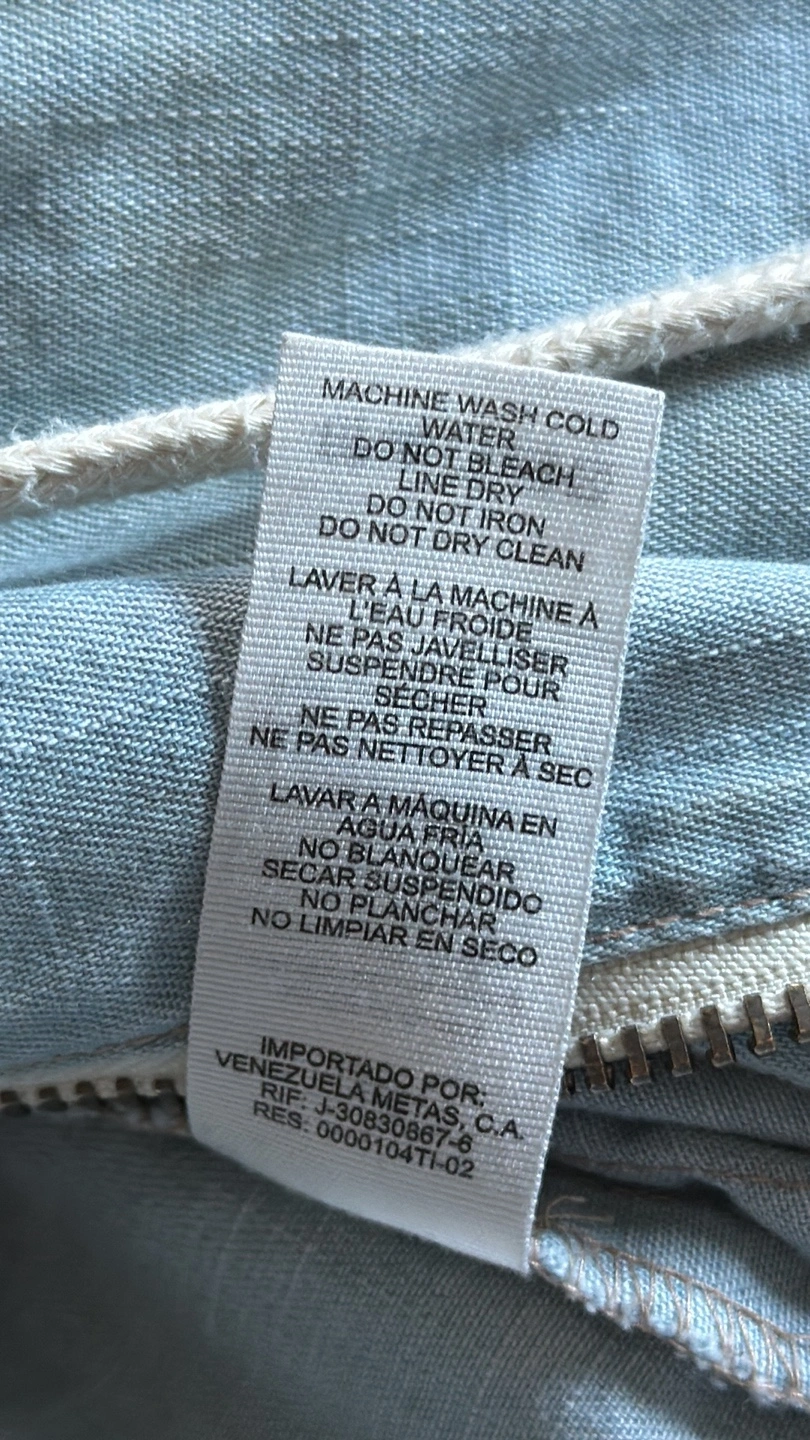 MACHINE WASH COLD
WATER
DO NOT BLEACH
LINE DRY
DO NOT IRON
DO NOT DRY CLEAN
LAVER À LA MACHINE À
L'EAU FROIDE
NE PAS JAVELLISER
SUSPENDRE POUR
SÉCHER
NE PAS REPASSER
NE PAS NETTOYER À SEC
LAVAR A MÁQUINA EN
AGUA FRÍA
NO BLANQUEAR
SECAR SUSPENDIDO
NO PLANCHAR
NO LIMPIAR EN SECO
IMPORTADO POR:
VENEZUELA METAS, C.A.
RIF: J-30830867-6
RES: 0000104TI-02